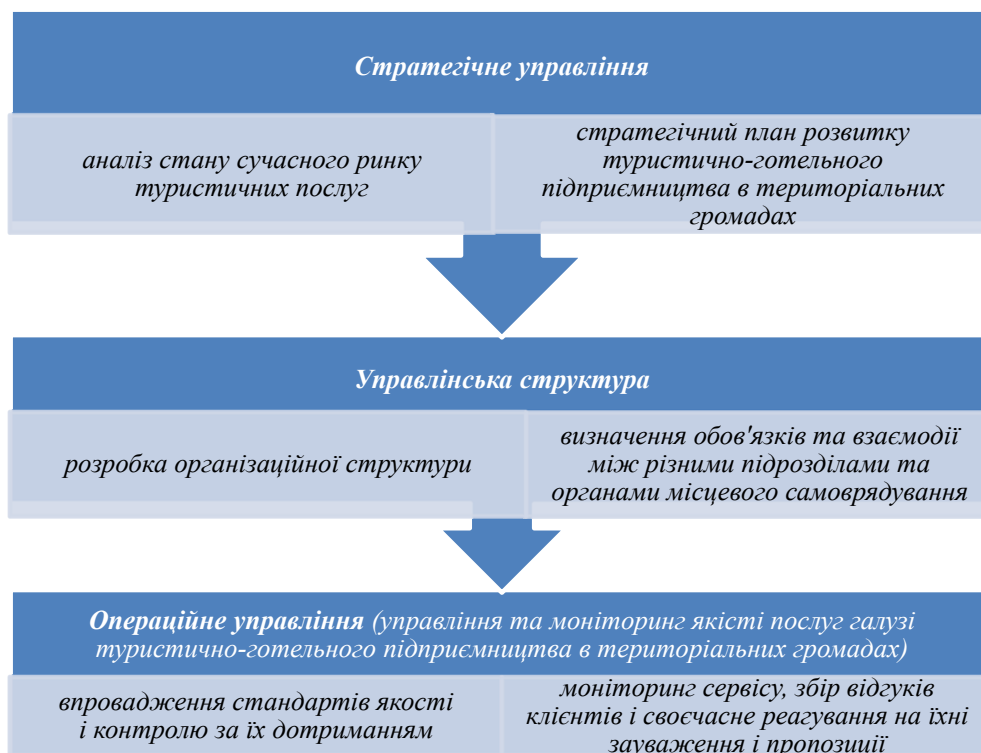 Стратегічне управління
аналіз стану сучасного ринку
туристичних послуг
стратегічний план розвитку
туристично-готельного
підприємництва в територіальних
громадах
Управлінська структура
розробка організаційної структури
визначення обов'язків та взаємодії
між різними підрозділами та
органами місцевого самоврядування
Операційне управління (управління та моніторинг якісті послуг галузі
туристично-готельного підприємництва в територіальних громадах)
впровадження стандартів якості
і контролю за їх дотриманням
моніторинг сервісу, збір відгуків
клієнтів і своєчасне реагування на їхні
зауваження і пропозиції